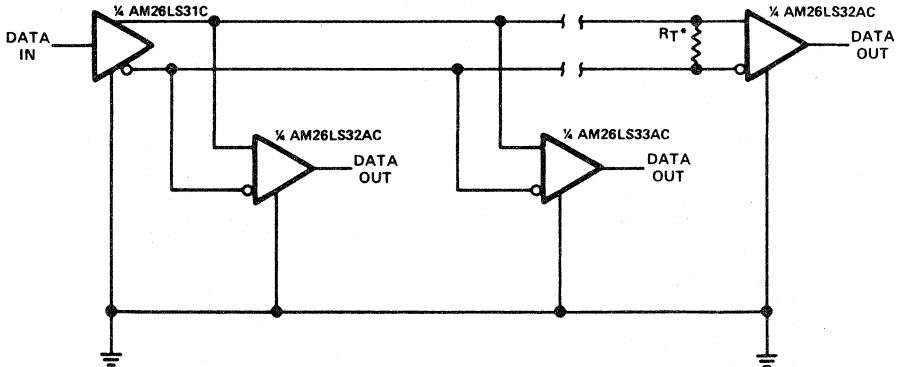 ¼ AM26LS31C
¼ AM26LS32AC
DATA
IN
RT*
DATA
OUT
¼ AM26LS32AC
DATA
OUT
¼ AM26LS33AC
DATA
OUT